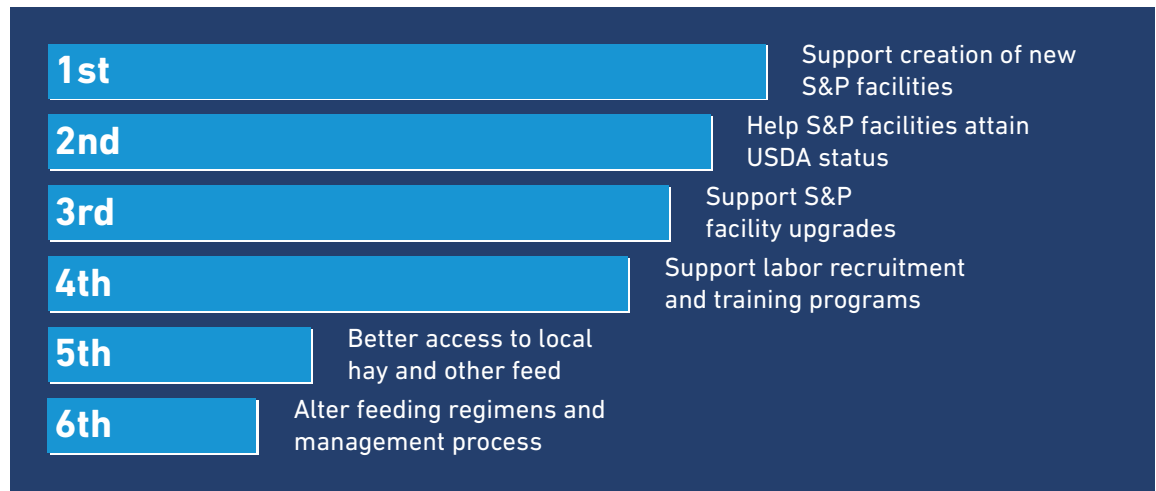 1st
Support creation of new
S&P facilities
2nd
Help S&P facilities attain
USDA status
3rd
Support S&P
facility upgrades
4th
Support labor recruitment
and training programs
5th
Better access to local
hay and other feed
6th
Alter feeding regimens and
management process